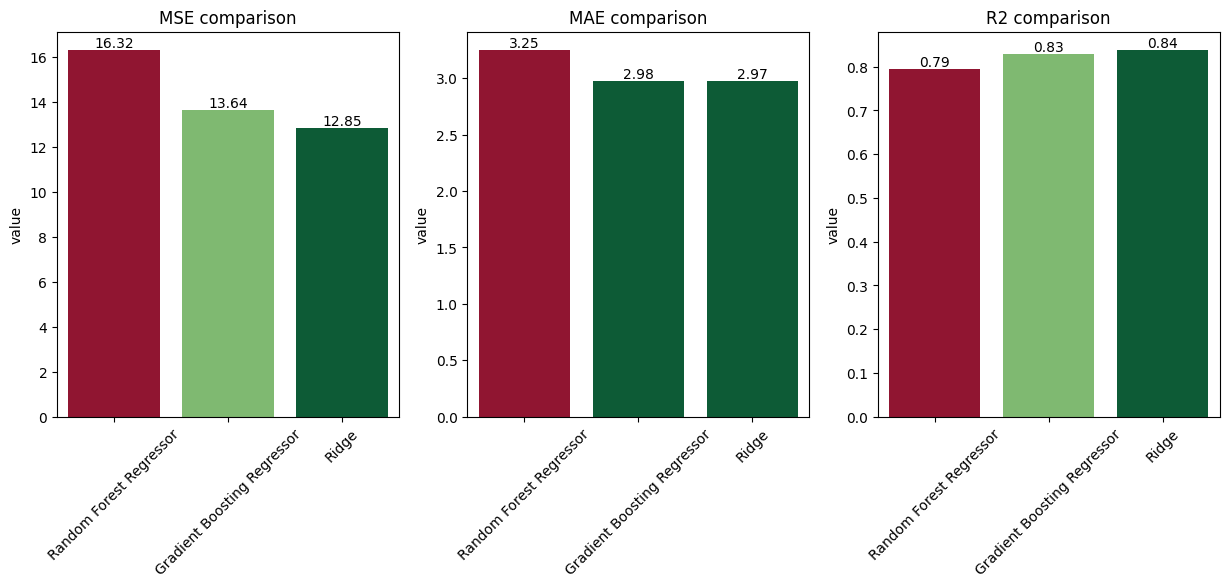 MSE comparison
value
16
14
12
10
8
6
4
2
0
16.32
13.64
12.85
Random Forest Regressor
Gradient Boosting Regressor
Ridge
MAE comparison
value
3.0
2.5
2.0
1.5
1.0
0.5
0.0
3.25
2.98
2.97
Random Forest Regressor
Gradient Boosting Regressor
Ridge
R2 comparison
value
0.8
0.7
0.6
0.5
0.4
0.3
0.2
0.1
0.0
0.79
0.83
0.84
Random Forest Regressor
Gradient Boosting Regressor
Ridge